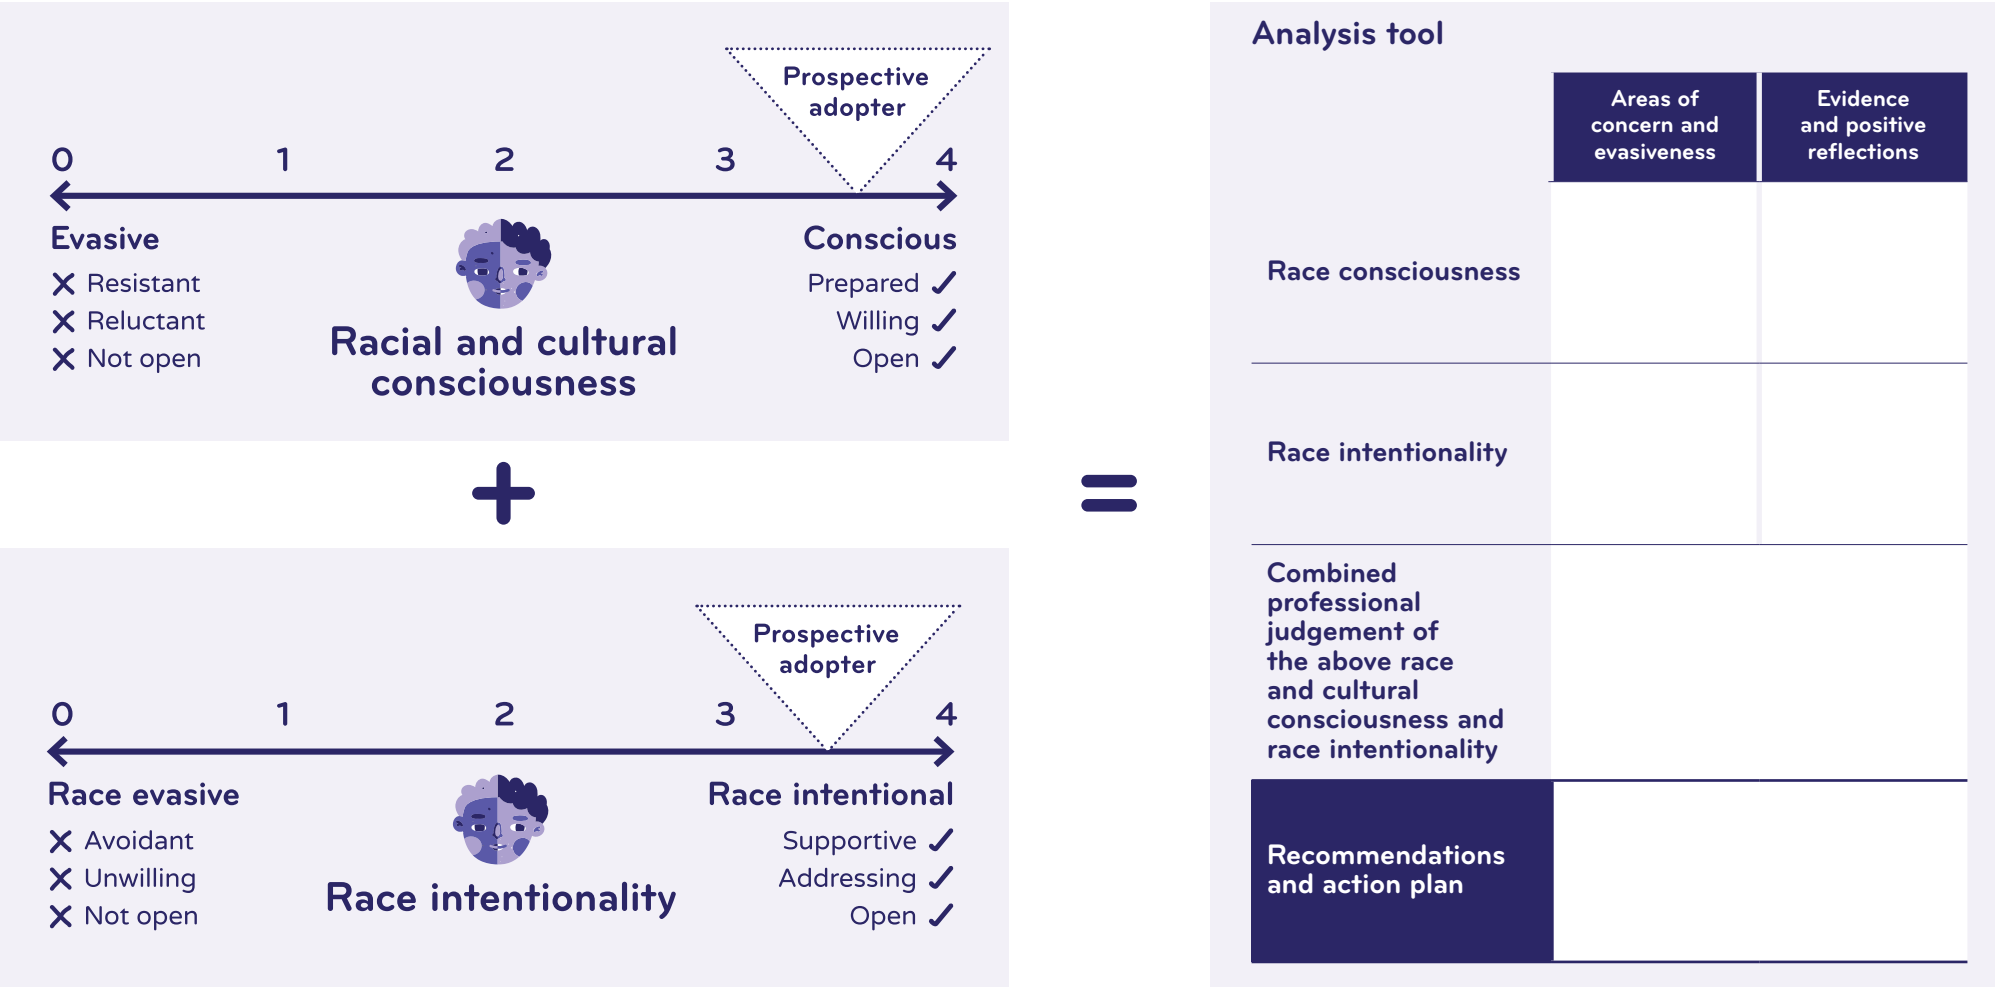 Prospective
adopter
0 1 2 3 4
Evasive
Resistant
Reluctant
Not open
Racial and cultural
consciousness
Conscious
Prepared
Willing
Open
+
Prospective
adopter
0 1 2 3 4
Race evasive
Avoidant
Unwilling
Not open
Race intentionality
Race intentional
Supportive
Addressing
Open
=
Analysis tool
Areas of
concern and
evasiveness
Evidence
and positive
reflections
Race consciousness
Race intentionality
Combined
professional
judgement of
the above race
and cultural
consciousness and
race intentionality
Recommendations
and action plan